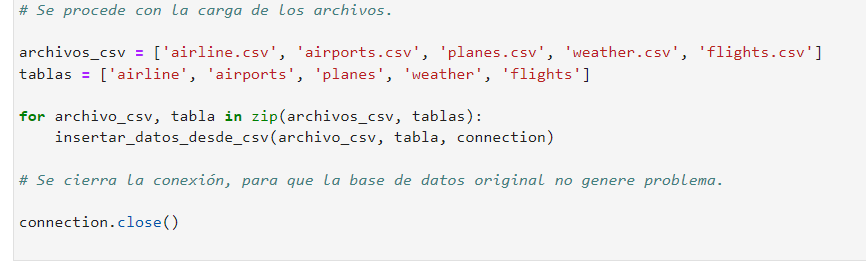 # Se procede con la carga de los archivos.
archivos_csv = ['airline.csv', 'airports.csv', 'planes.csv', 'weather.csv', 'flights.csv']
tablas = ['airline', 'airports', 'planes', 'weather', 'flights']
for archivo_csv, tabla in zip(archivos_csv, tablas):
    insertar_datos_desde_csv(archivo_csv, tabla, connection)
# Se cierra la conexión, para que la base de datos original no genere problema.
connection.close()